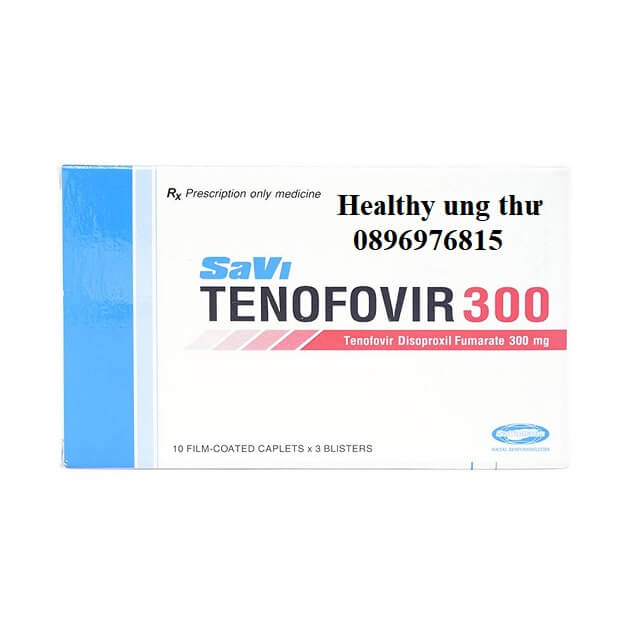 Rx Prescription only medicine
Healthy ung thư
0896976815
SaVi
TENOFOVIR 300
Tenofovir Disoproxil Fumarate 300 mg
10 FILM-COATED CAPLETS x 3 BLISTERS